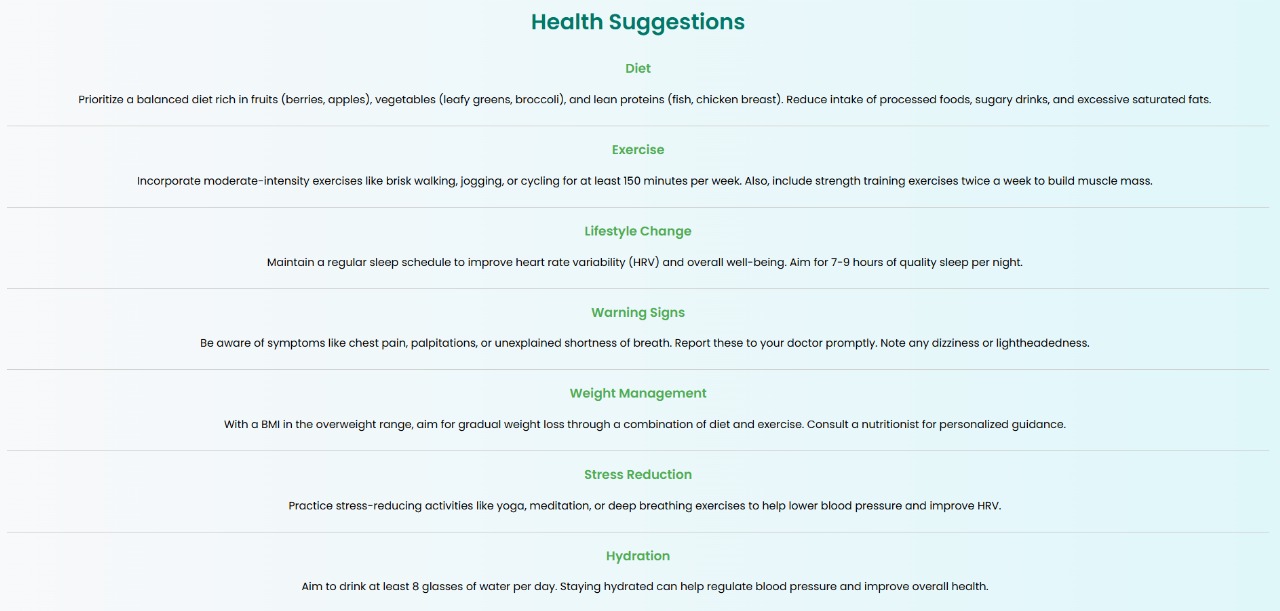 Health Suggestions
Diet
Prioritize a balanced diet rich in fruits (berries, apples), vegetables (leafy greens, broccoli), and lean proteins (fish, chicken breast). Reduce intake of processed foods, sugary drinks, and excessive saturated fats.
Exercise
Incorporate moderate-intensity exercises like brisk walking, jogging, or cycling for at least 150 minutes per week. Also, include strength training exercises twice a week to build muscle mass.
Lifestyle Change
Maintain a regular sleep schedule to improve heart rate variability (HRV) and overall well-being. Aim for 7-9 hours of quality sleep per night.
Warning Signs
Be aware of symptoms like chest pain, palpitations, or unexplained shortness of breath. Report these to your doctor promptly. Note any dizziness or lightheadedness.
Weight Management
With a BMI in the overweight range, aim for gradual weight loss through a combination of diet and exercise. Consult a nutritionist for personalized guidance.
Stress Reduction
Practice stress-reducing activities like yoga, meditation, or deep breathing exercises to help lower blood pressure and improve HRV.
Hydration
Aim to drink at least 8 glasses of water per day. Staying hydrated can help regulate blood pressure and improve overall health.